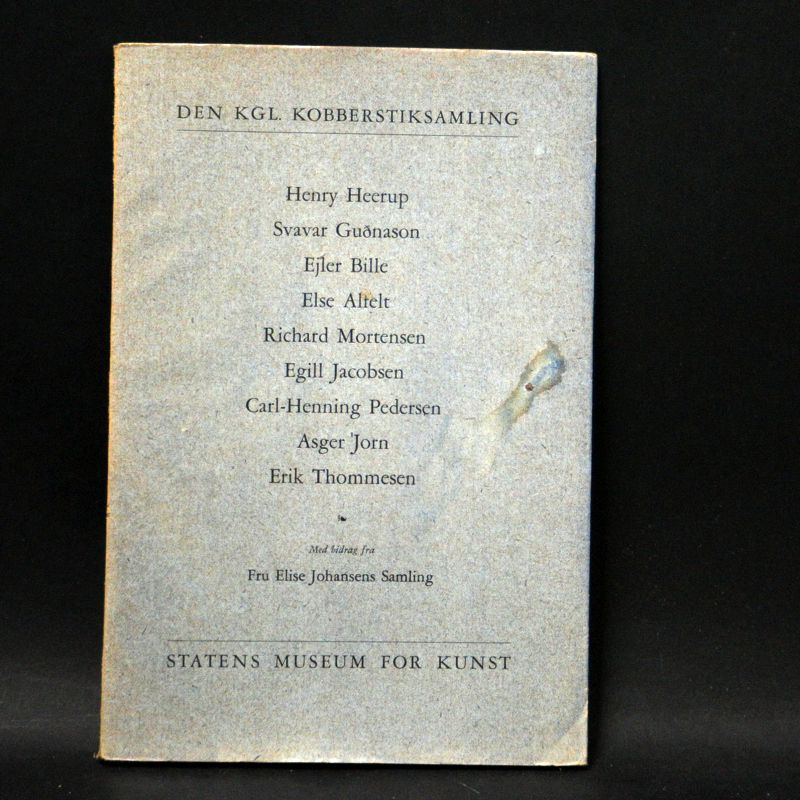 DEN KGL. KOBBERSTIKSAMLING
Henry Heerup
Svavar Guðnason
Ejler Bille
Else Alfelt
Richard Mortensen
Egill Jacobsen
Carl-Henning Pedersen
Asger Jorn
Erik Thommesen
Med bidrag fra
Fru Elise Johansens Samling
STATENS MUSEUM FOR KUNST